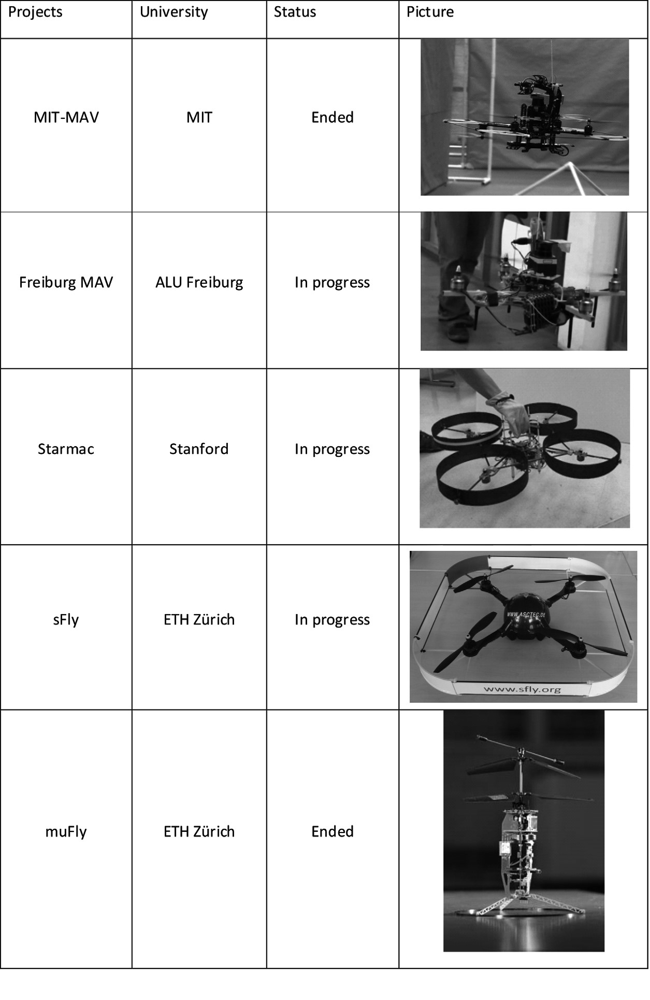 Projects University Status Picture
MIT-MAV MIT Ended
Freiburg MAV ALU Freiburg In progress
Starmac Stanford In progress
sFly ETH Zürich In progress
WWW.ASCTEC.DE
www.sfly.org
muFly ETH Zürich Ended